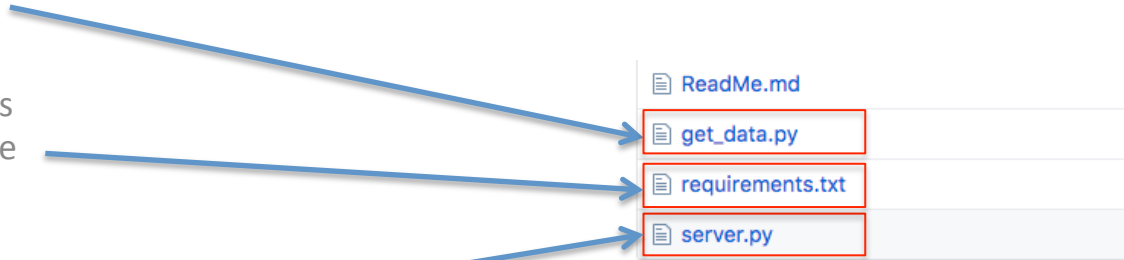 s
e
ReadMe.md
get_data.py
requirements.txt
server.py